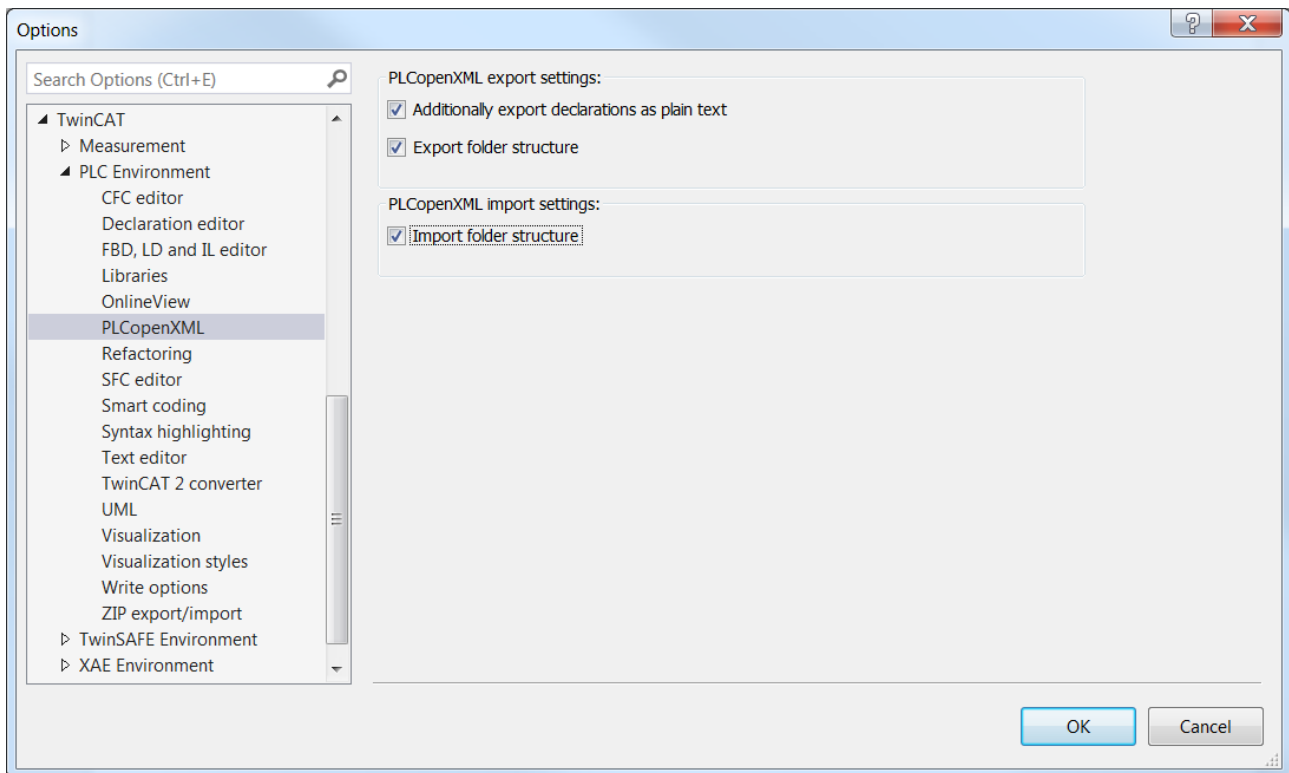 Options
Search Options (Ctrl+E)
TwinCAT
Measurement
PLC Environment
CFC editor
Declaration editor
FBD, LD and IL editor
Libraries
OnlineView
PLCopenXML
Refactoring
SFC editor
Smart coding
Syntax highlighting
Text editor
TwinCAT 2 converter
UML
Visualization
Visualization styles
Write options
ZIP export/import
TwinSAFE Environment
XAE Environment
PLCopenXML export settings:
Additionally export declarations as plain text
Export folder structure
PLCopenXML import settings:
Import folder structure
OK
Cancel